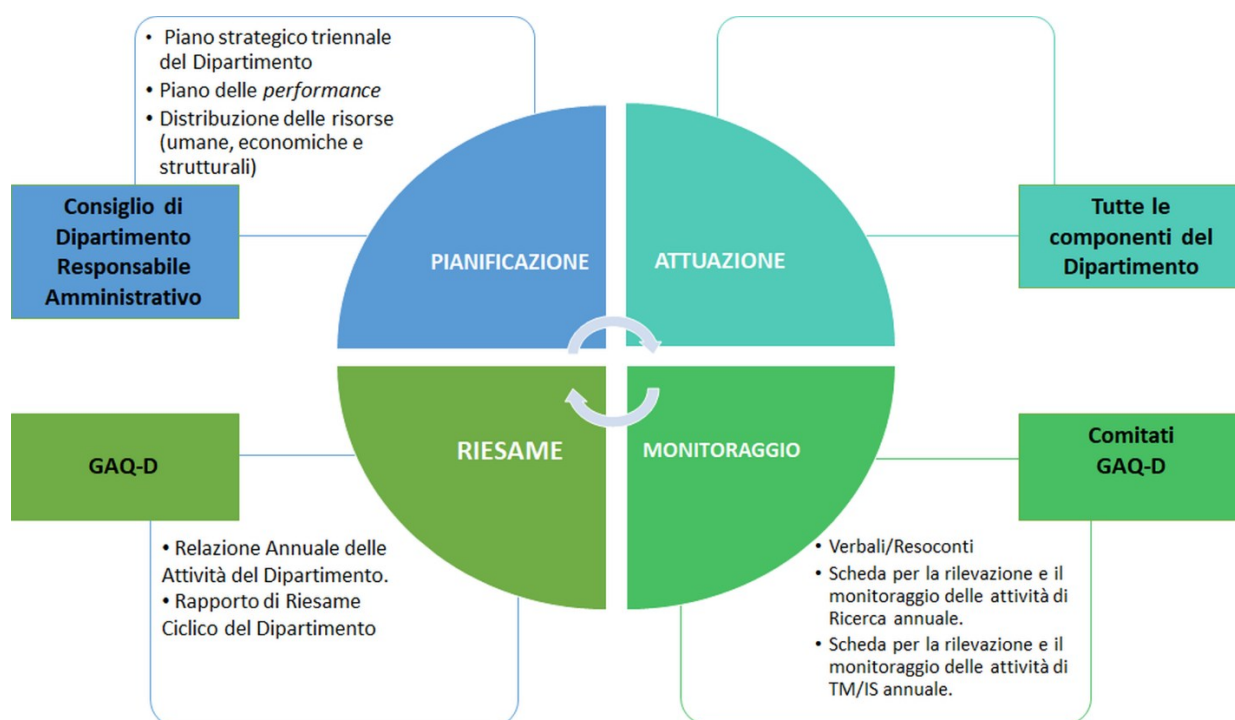 • Piano strategico triennale
del Dipartimento
• Piano delle performance
• Distribuzione delle risorse
(umane, economiche e
strutturali)
Consiglio di
Dipartimento
Responsabile
Amministrativo
PIANIFICAZIONE
ATTUAZIONE
Tutte le
componenti del
Dipartimento
GAQ-D
RIESAME
MONITORAGGIO
Comitati
GAQ-D
• Relazione Annuale delle
Attività del Dipartimento.
• Rapporto di Riesame
Ciclico del Dipartimento
• Verbali/Resoconti
• Scheda per la rilevazione e il
monitoraggio delle attività di
Ricerca annuale.
• Scheda per la rilevazione e il
monitoraggio delle attività di
TM/IS annuale.